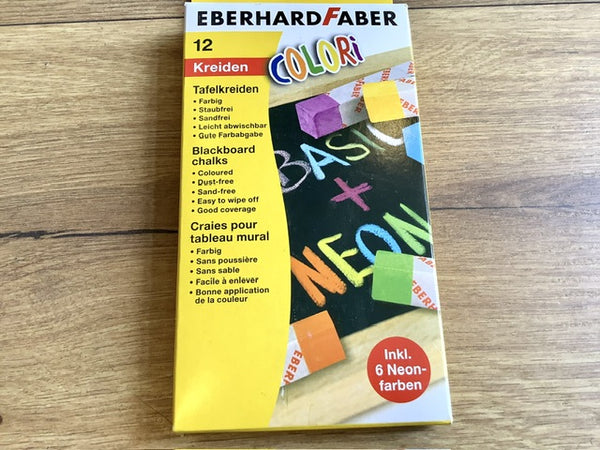 EBERHARDFABER
12
Kreiden
COLORi
Tafelkreiden
• Farbig
• Staubfrei
• Sandfrei
• Leicht abwischbar
• Gute Farbabgabe
Blackboard
chalks
• Coloured
• Dust-free
• Sand-free
• Easy to wipe off
• Good coverage
Craies pour
tableau mural
• Farbig
• Sans poussière
• Sans sable
• Facile à enlever
• Bonne application
de la couleur
BASIC
+
NEON
Inkl.
6 Neon-
farben